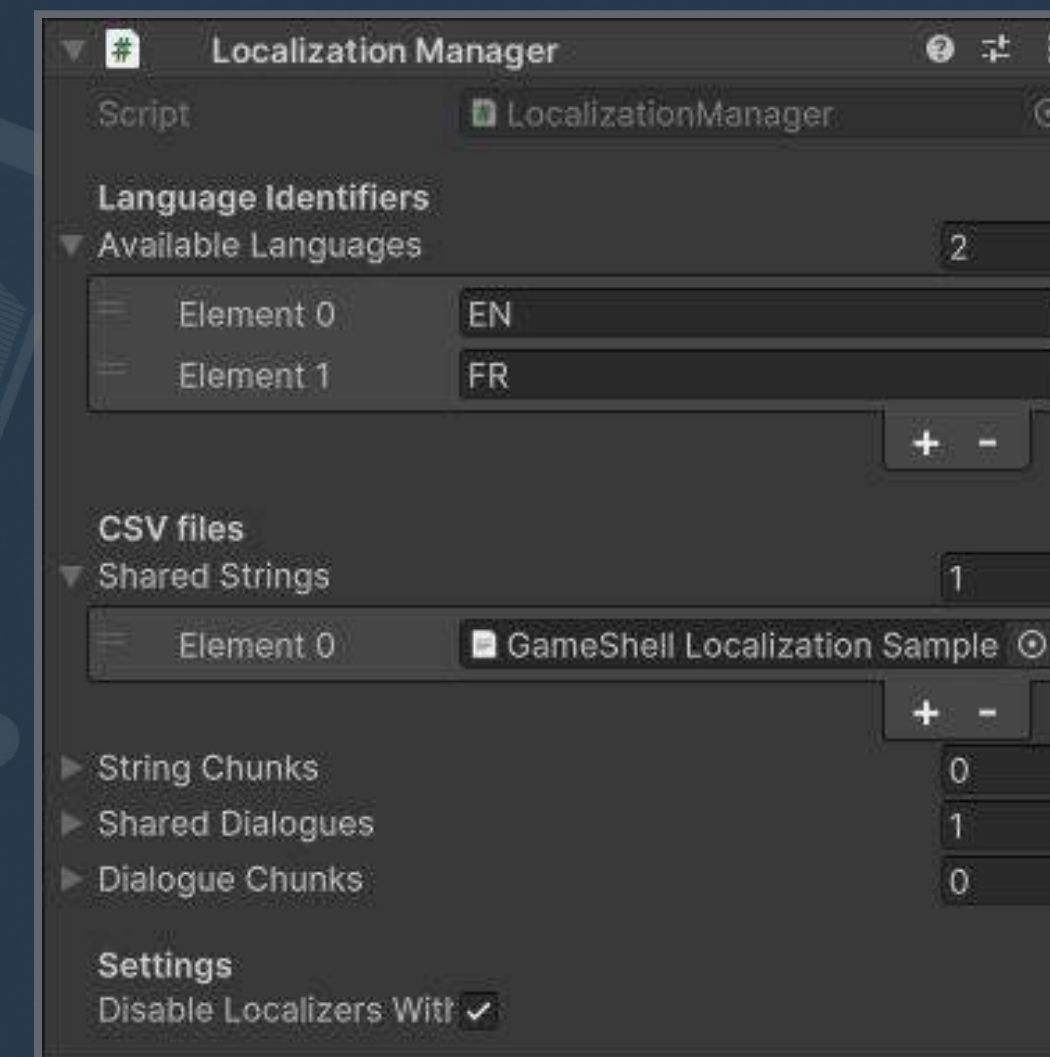 # Localization Manager
Script # LocalizationManager
Language Identifiers
Available Languages 2
Element 0 EN
Element 1 FR
+ -
CSV files
Shared Strings 1
Element 0 GameShell Localization Sample
+ -
String Chunks 0
Shared Dialogues 1
Dialogue Chunks 0
Settings
Disable Localizers With